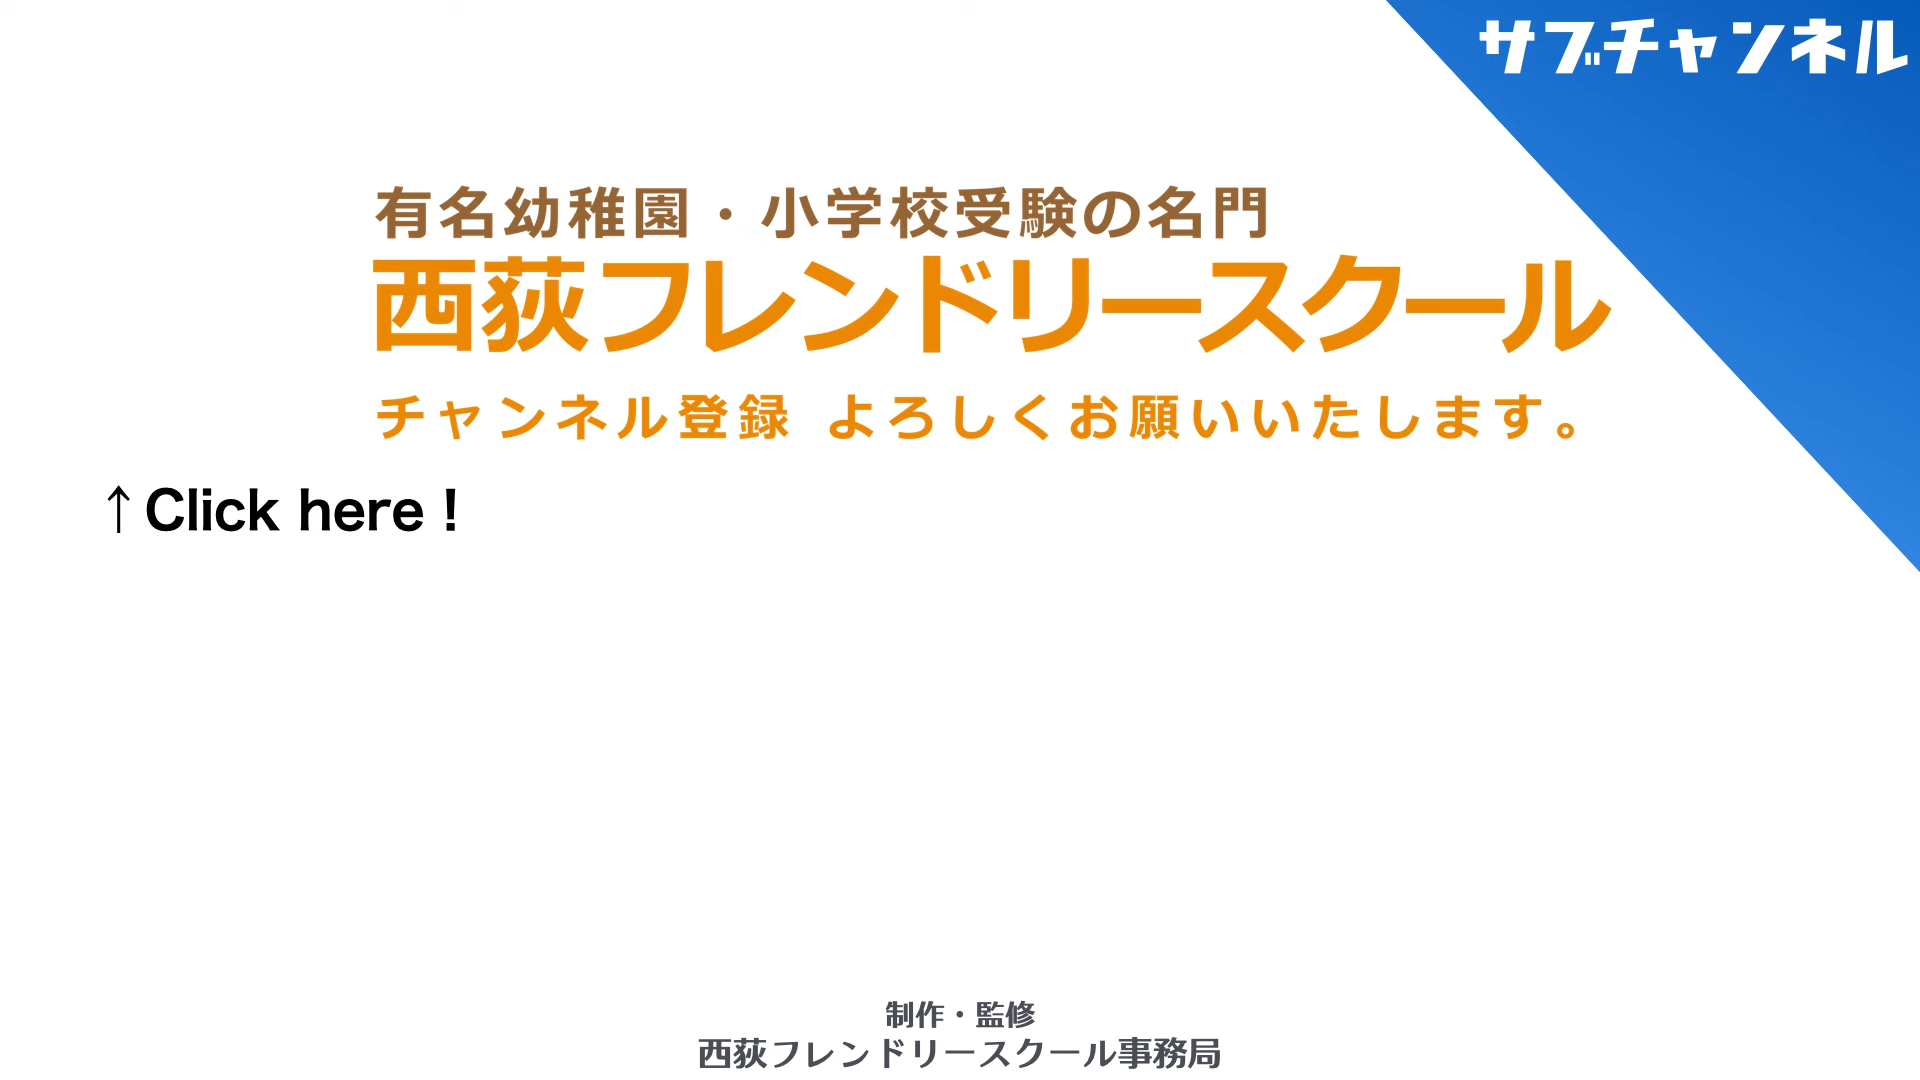 サブチャンネル
有名幼稚園・小学校受験の名門
西荻フレンドリースクール
チャンネル登録 よろしくお願いいたします。
↑Click here！
制作・監修
西荻フレンドリースクール事務局